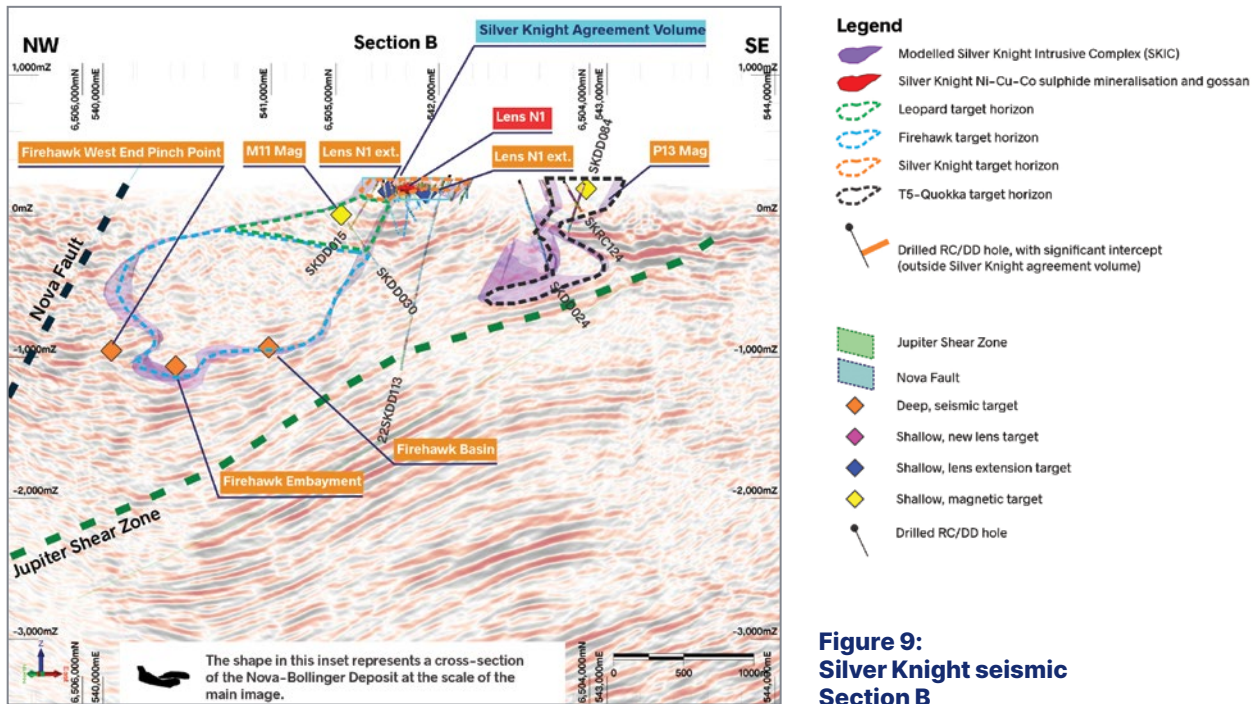 NW
Section B
SE
Silver Knight Agreement Volume
1,000mZ
1,000mZ
6,506,000mN
540,000mE
541,000mE
6,505,000mN
542,000mE
6,504,000mN
543,000mE
544,000mE
Lens N1
SKDD084
Firehawk West End Pinch Point
M11 Mag
Lens N1 ext.
Lens N1 ext.
P13 Mag
0mZ
0mZ
Nova Fault
SKDD015
SKDD030
SKRC124
SKDD024
-1,000mZ
-1,000mZ
22SKDD113
Firehawk Basin
Firehawk Embayment
-2,000mZ
-2,000mZ
Jupiter Shear Zone
-3,000mZ
-3,000mZ
6,506,000mN
540,000mE
The shape in this inset represents a cross-section
of the Nova-Bollinger Deposit at the scale of the
main image.
6,504,000mN
543,000mE
544,000mE
0
500
1000m
Legend
Modelled Silver Knight Intrusive Complex (SKIC)
Silver Knight Ni-Cu-Co sulphide mineralisation and gossan
Leopard target horizon
Firehawk target horizon
Silver Knight target horizon
T5-Quokka target horizon
Drilled RC/DD hole, with significant intercept
(outside Silver Knight agreement volume)
Jupiter Shear Zone
Nova Fault
Deep, seismic target
Shallow, new lens target
Shallow, lens extension target
Shallow, magnetic target
Drilled RC/DD hole
Figure 9:
Silver Knight seismic
Section B